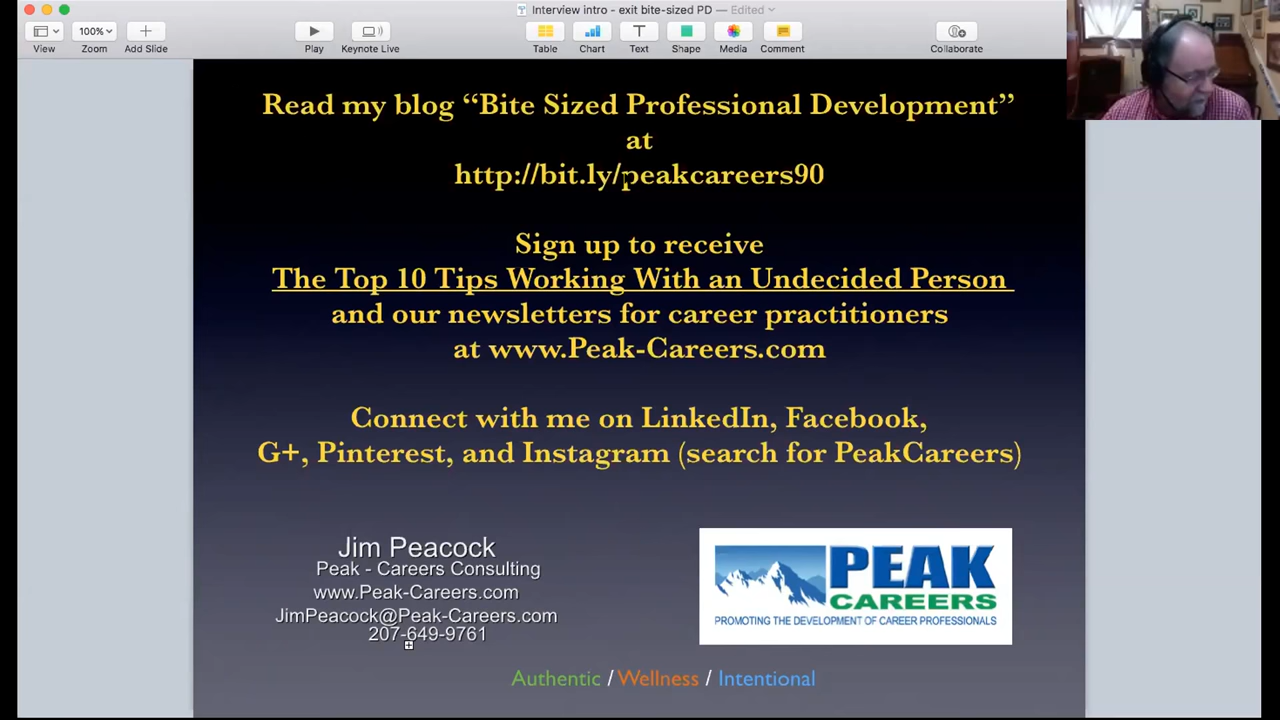 Interview intro - exit bite-sized PD — Edited
100%
View
Zoom
Add Slide
Play
Keynote Live
Table
Chart
Text
Shape
Media
Comment
Collaborate
Read my blog “Bite Sized Professional Development”
at
http://bit.ly/peakcareers90
Sign up to receive
The Top 10 Tips Working With an Undecided Person
and our newsletters for career practitioners
at www.Peak-Careers.com
Connect with me on LinkedIn, Facebook,
G+, Pinterest, and Instagram (search for PeakCareers)
Jim Peacock
Peak - Careers Consulting
www.Peak-Careers.com
JimPeacock@Peak-Careers.com
207-649-9761
PEAK
CAREERS
PROMOTING THE DEVELOPMENT OF CAREER PROFESSIONALS
Authentic / Wellness / Intentional